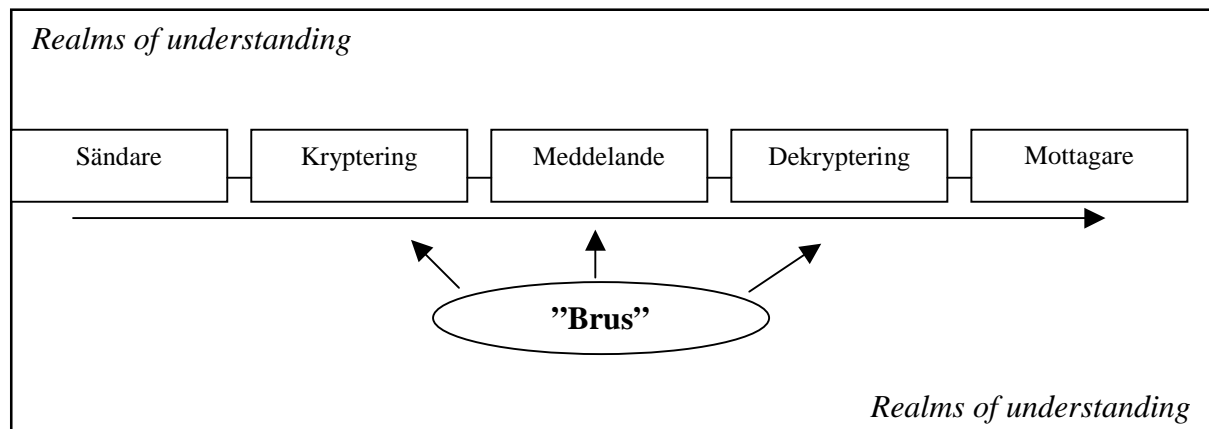 Realms of understanding
Sändare
Kryptering
Meddelande
Dekryptering
Mottagare
”Brus”
Realms of understanding